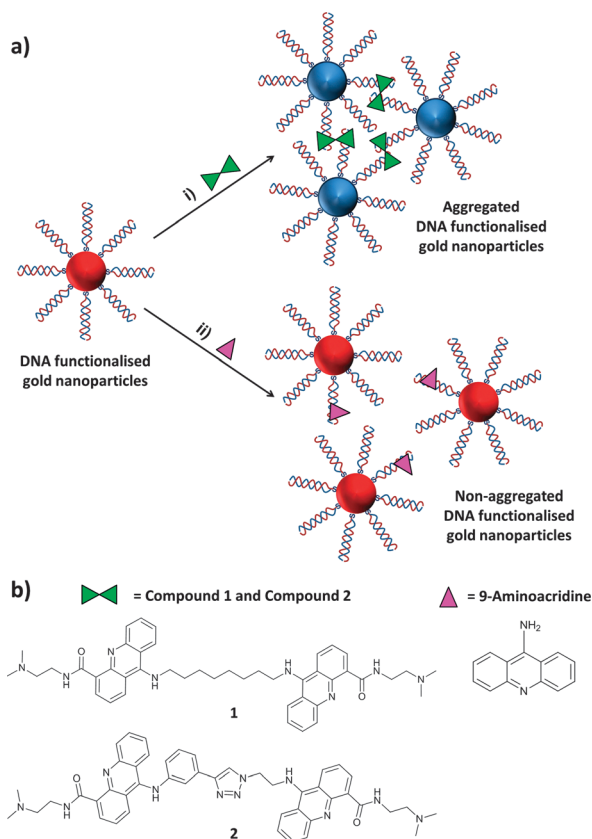 a)
i)
Aggregated
DNA functionalised
gold nanoparticles
ii)
DNA functionalised
gold nanoparticles
Non-aggregated
DNA functionalised
gold nanoparticles
b)
= Compound 1 and Compound 2
= 9-Aminoacridine
N
O
N
H
N
H
N
H
N
N
O
N
H
N
1
NH2
N
N
O
N
H
N
N
H
N
N=N
H
N
N
O
H
N
N
2